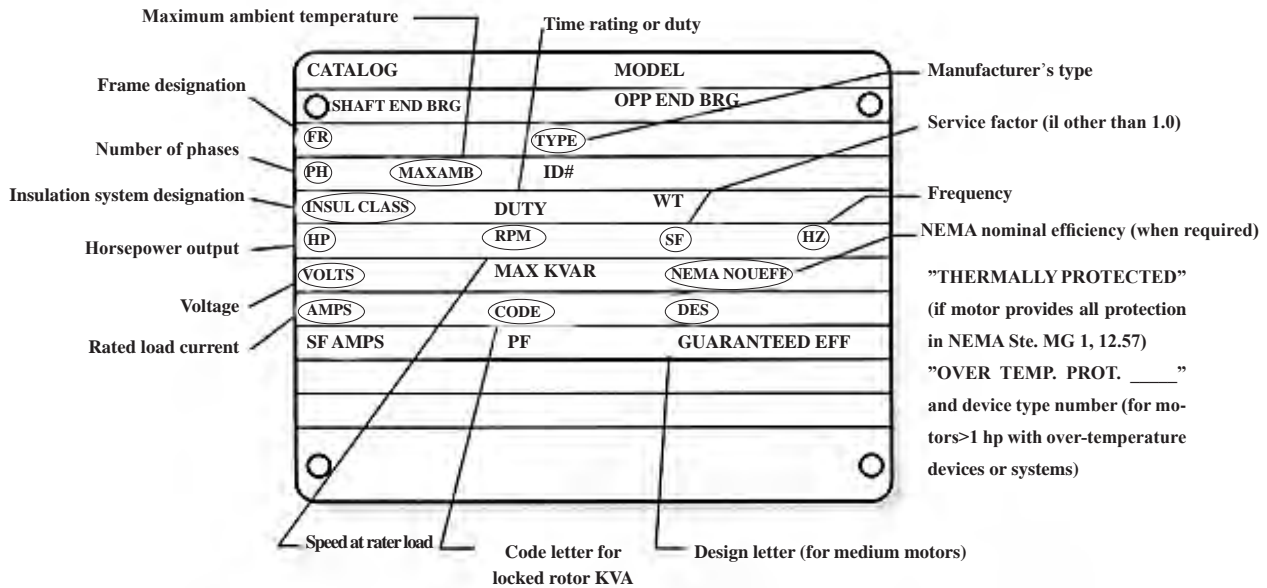 Maximum ambient temperature
Time rating or duty
CATALOG MODEL
Manufacturer's type
Frame designation
SHAFT END BRG OPP END BRG
Service factor (il other than 1.0)
FR TYPE
Number of phases
PH MAXAMB ID#
Insulation system designation
INSUL CLASS DUTY WT
Frequency
HP RPM SF HZ
Horsepower output
NEMA nominal efficiency (when required)
VOLTS MAX KVAR NEMA NOUEFF
Voltage
AMPS CODE DES
Rated load current
SF AMPS PF GUARANTEED EFF
”THERMALLY PROTECTED”
(if motor provides all protection
in NEMA Ste. MG 1, 12.57)
”OVER TEMP. PROT. _____”
and device type number (for mo-
tors>1 hp with over-temperature
devices or systems)
Speed at rater load
Code letter for
locked rotor KVA
Design letter (for medium motors)